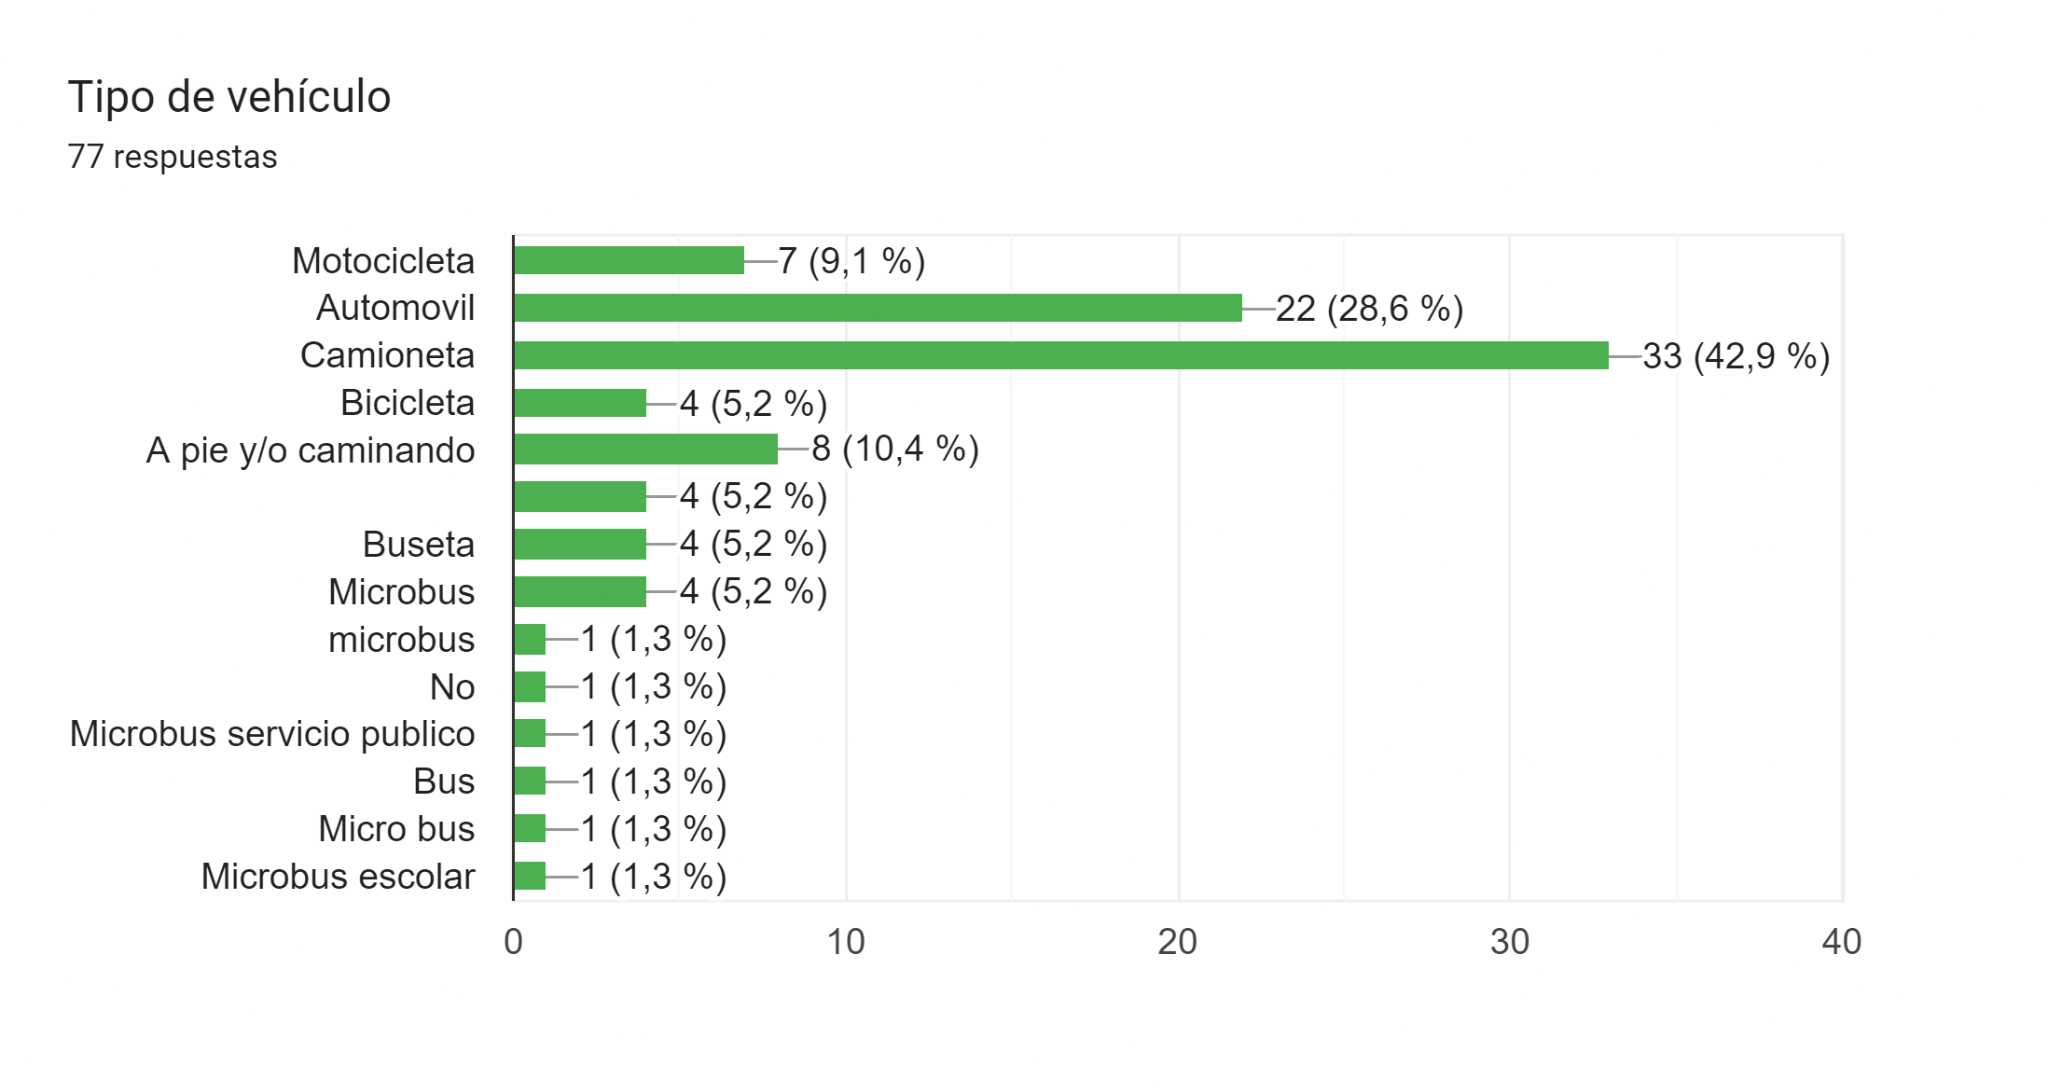 Tipo de vehículo
77 respuestas
Motocicleta 7 (9,1 %)
Automovil 22 (28,6 %)
Camioneta 33 (42,9 %)
Bicicleta 4 (5,2 %)
A pie y/o caminando 8 (10,4 %)
4 (5,2 %)
Buseta 4 (5,2 %)
Microbus 4 (5,2 %)
microbus 1 (1,3 %)
No 1 (1,3 %)
Microbus servicio publico 1 (1,3 %)
Bus 1 (1,3 %)
Micro bus 1 (1,3 %)
Microbus escolar 1 (1,3 %)
0 10 20 30 40